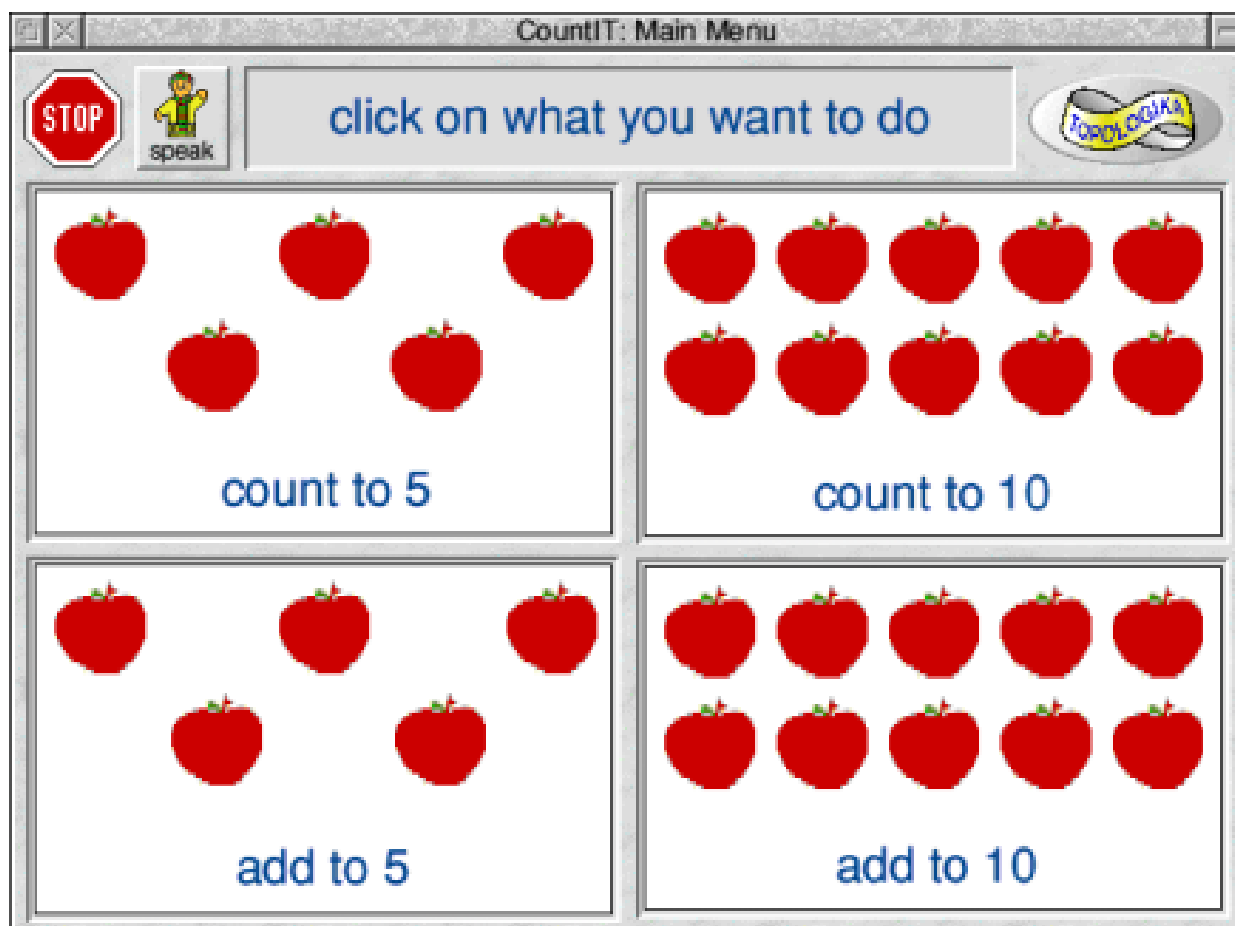 CountIT: Main Menu
STOP
speak
click on what you want to do
TOPOLOGIKA
count to 5
count to 10
add to 5
add to 10